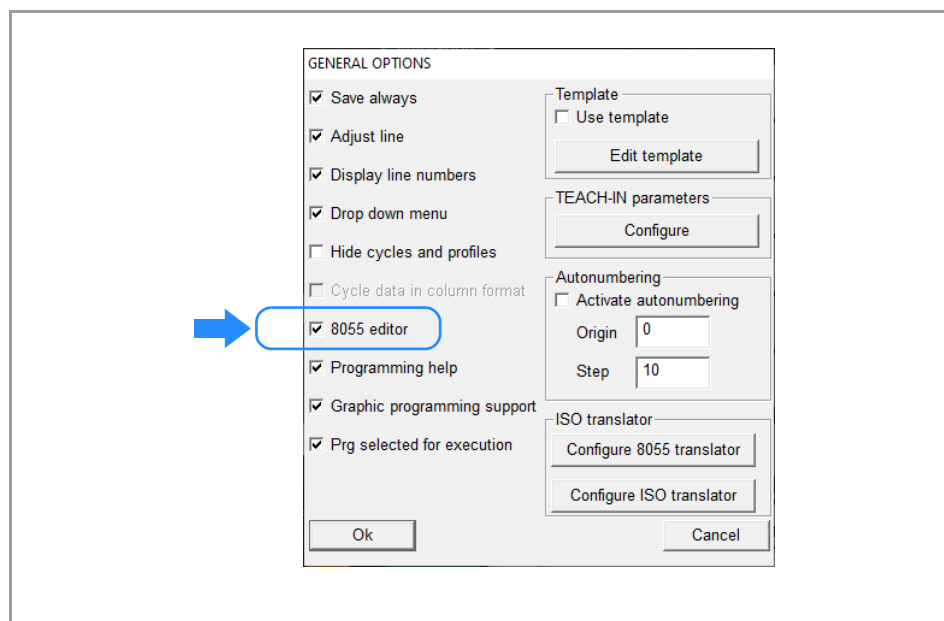 GENERAL OPTIONS
Save always
Adjust line
Display line numbers
Drop down menu
Hide cycles and profiles
Cycle data in column format
8055 editor
Programming help
Graphic programming support
Prg selected for execution
Template
Use template
Edit template
TEACH-IN parameters
Configure
Autonumbering
Activate autonumbering
Origin 0
Step 10
ISO translator
Configure 8055 translator
Configure ISO translator
Ok
Cancel